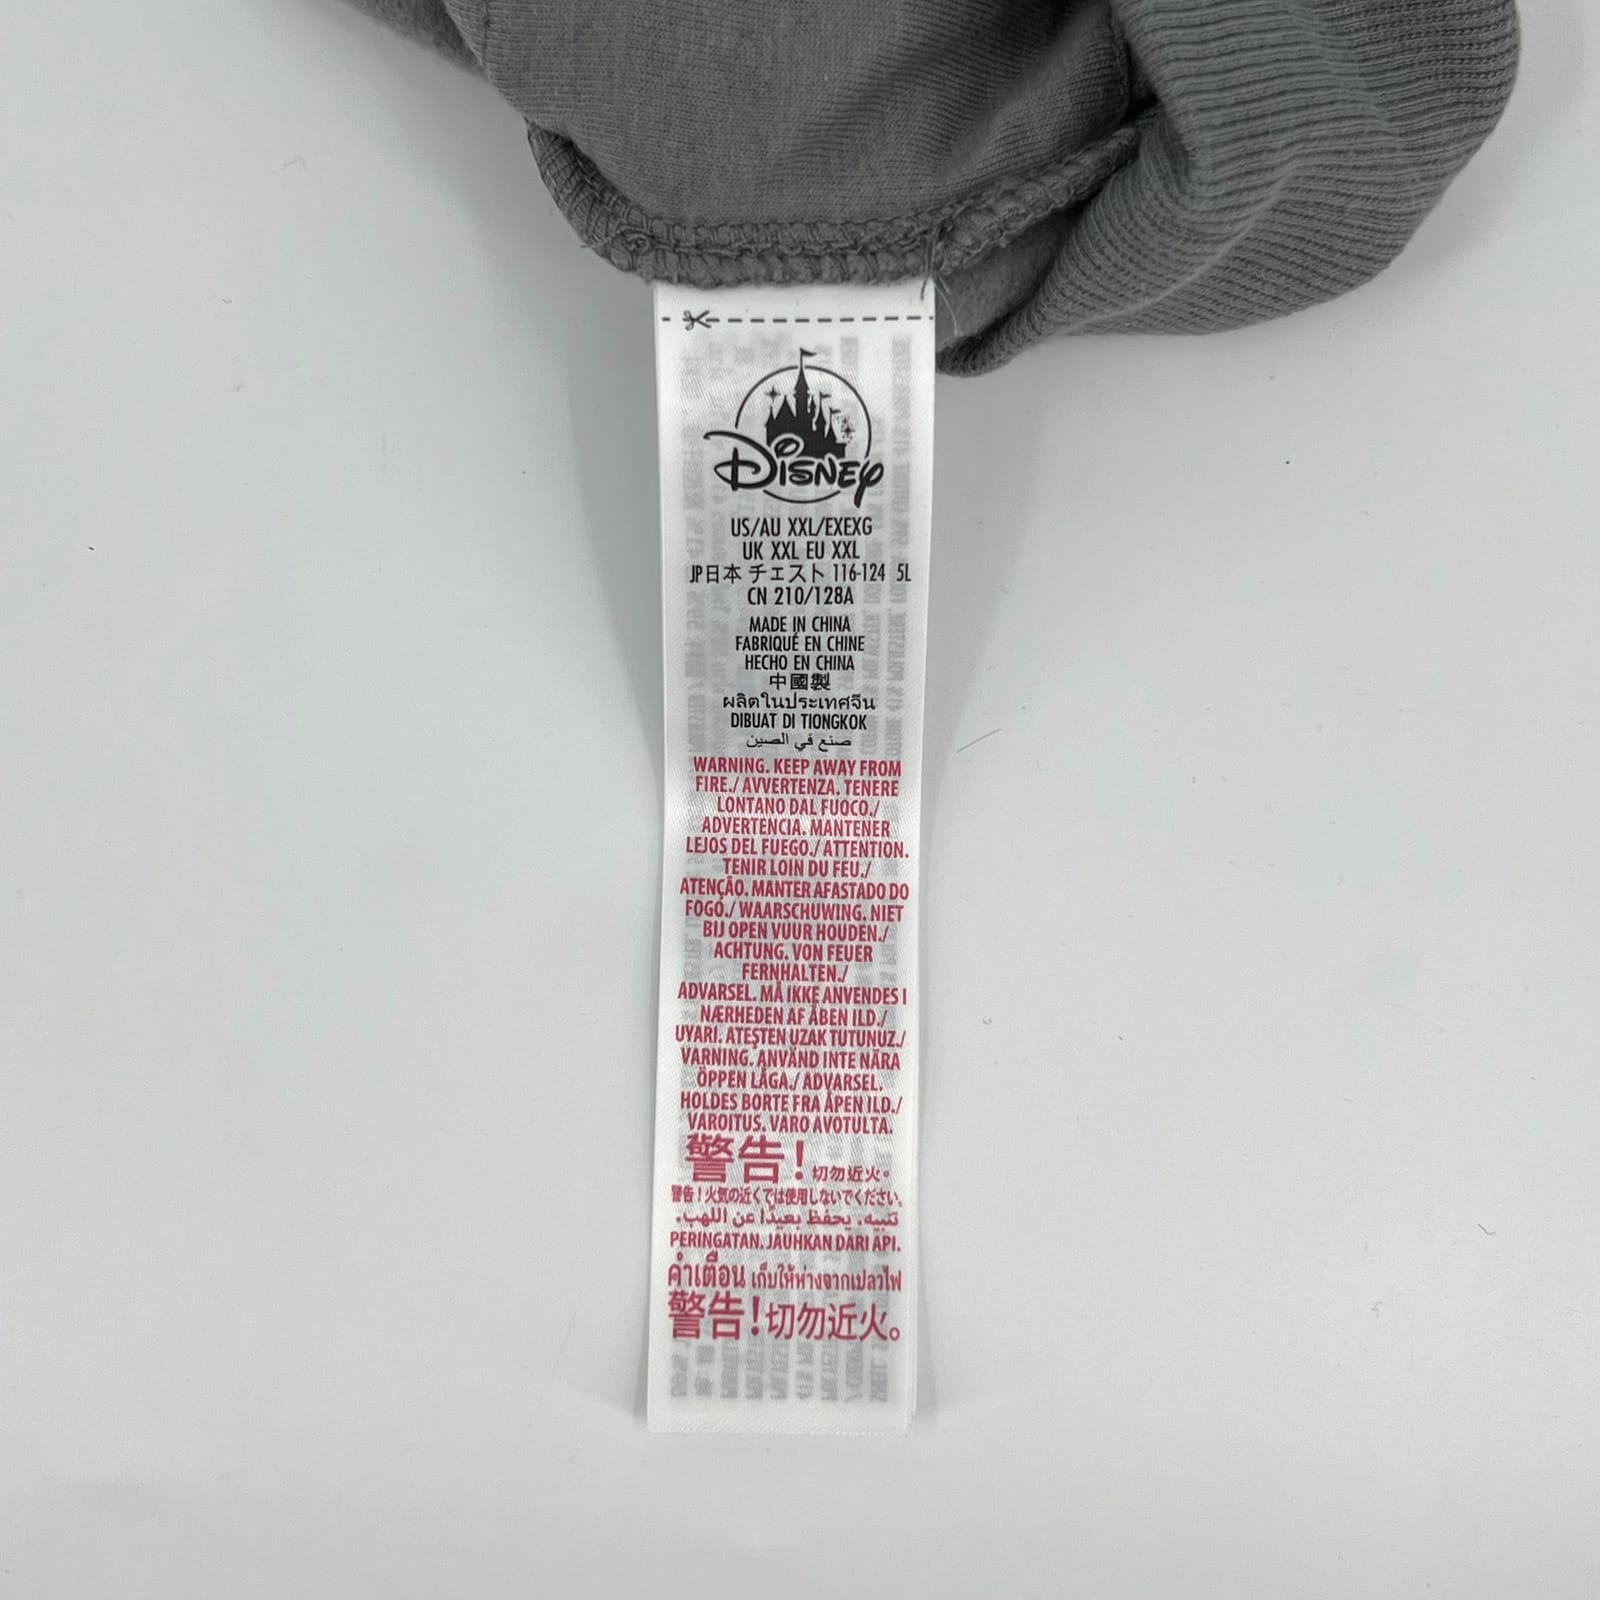 Disney
US/AU XXL/EXEXG
UK XXL EU XXL
JP日本 チェスト 116-124 5L
CN 210/128A
MADE IN CHINA
FABRIQUÉ EN CHINE
HECHO EN CHINA
中國製
ผลิตในประเทศจีน
DIBUAT DI TIONGKOK
صنع في الصين
WARNING. KEEP AWAY FROM
FIRE./ AVVERTENZA. TENERE
LONTANO DAL FUOCO./
ADVERTENCIA. MANTENER
LEJOS DEL FUEGO./ ATTENTION.
TENIR LOIN DU FEU./
ATENÇÃO. MANTER AFASTADO DO
FOGO./ WAARSCHUWING. NIET
BIJ OPEN VUUR HOUDEN./
ACHTUNG. VON FEUER
FERNHALTEN./
ADVARSEL. MÅ IKKE ANVENDES I
NÆRHEDEN AF ÅBEN ILD./
UYARI. ATEŞTEN UZAK TUTUNUZ./
VARNING. ANVÄND INTE NÄRA
ÖPPEN LÅGA./ ADVARSEL.
HOLDES BORTE FRA ÅPEN ILD./
VAROITUS. VARO AVOTULTA.
警告! 切勿近火。
警告！火気の近くでは使用しないでください。
تنبيه. يحفظ بعيدًا عن اللهب.
PERINGATAN. JAUHKAN DARI API.
คำเตือน เก็บให้ห่างจากเปลวไฟ
警告!切勿近火。